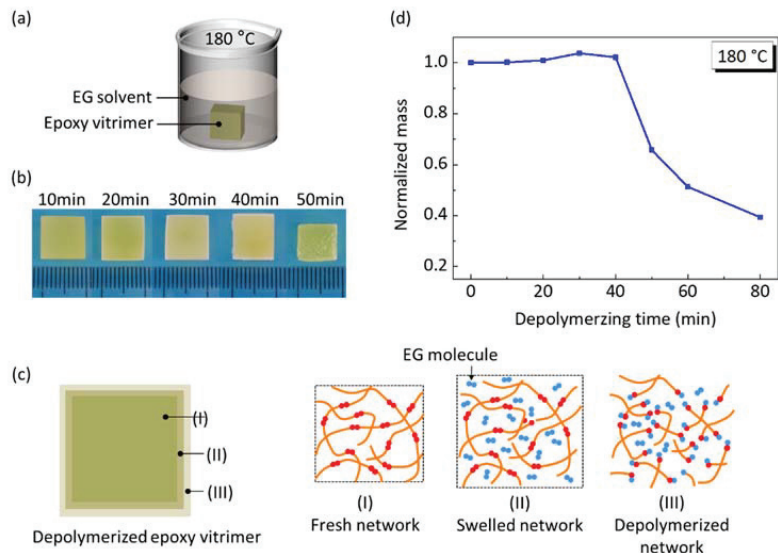 (a)
180 °C
EG solvent
Epoxy vitrimer
(b)
10min 20min 30min 40min 50min
(c)
(I)
(II)
(III)
Depolymerized epoxy vitrimer
EG molecule
(I)
Fresh network
(II)
Swelled network
(III)
Depolymerized
network
(d)
180 °C
Normalized mass
1.0
0.8
0.6
0.4
0.2
0 20 40 60 80
Depolymerzing time (min)